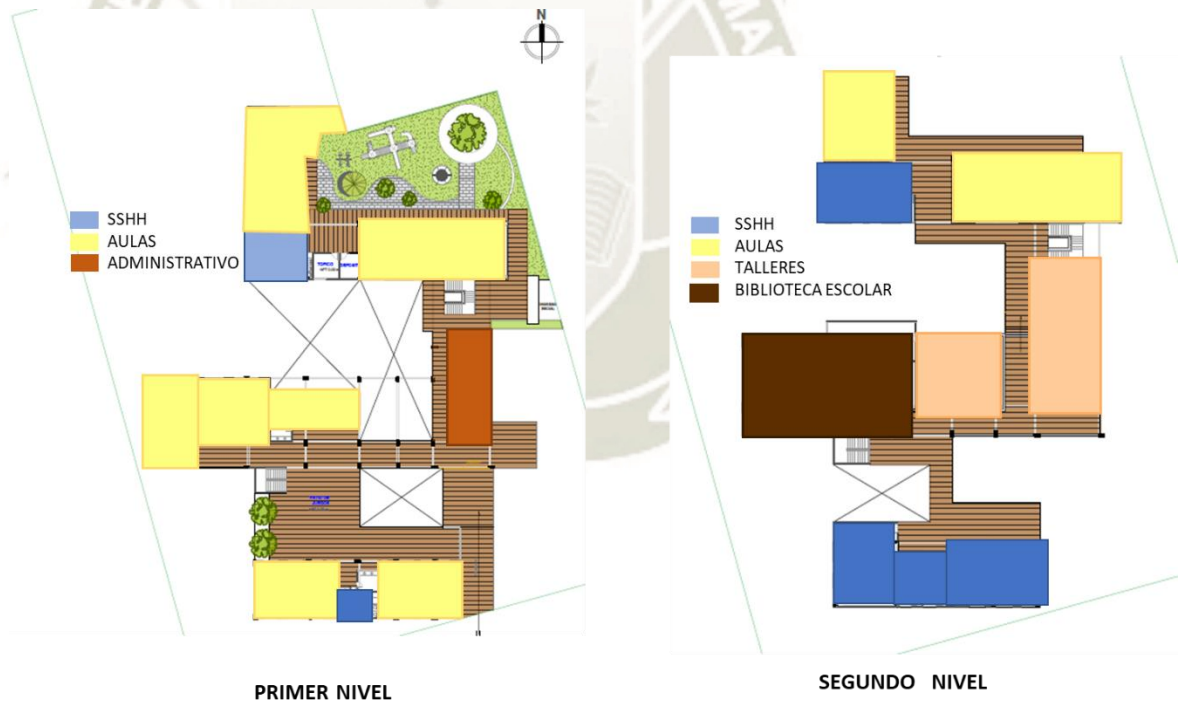 N
SSHH
AULAS
ADMINISTRATIVO
PRIMER NIVEL
SSHH
AULAS
TALLERES
BIBLIOTECA ESCOLAR
SEGUNDO NIVEL